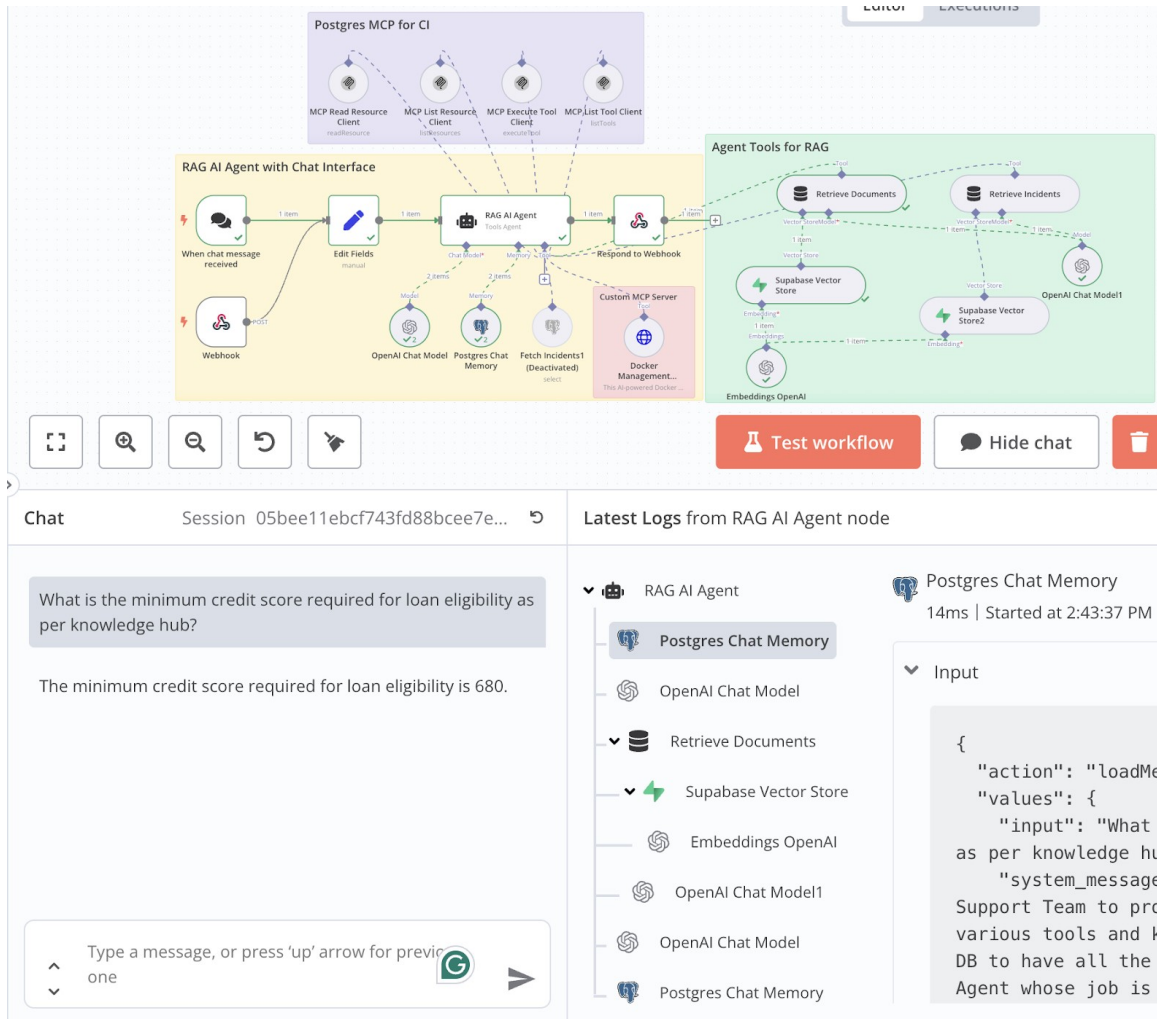 Editor
Executions
Postgres MCP for CI
MCP Read Resource
Client
readResource
MCP List Resource
Client
listResources
MCP Execute Tool
Client
executeTool
MCP List Tool Client
listTools
RAG AI Agent with Chat Interface
When chat message
received
1 item
Edit Fields
manual
1 item
RAG AI Agent
Tools Agent
Chat Model*
Memory
Tool
1 item
Respond to Webhook
1 item
Webhook
POST
2 items
Model
2
OpenAI Chat Model
2 items
Memory
2
Postgres Chat
Memory
Fetch Incidents1
(Deactivated)
select
Custom MCP Server
Tool
Docker
Management...
This AI-powered Docker ...
Agent Tools for RAG
Tool
Retrieve Documents
Vector Store
Model*
Tool
Retrieve Incidents
Vector Store
Model*
1 item
1 item
1 item
Model
OpenAI Chat Model1
Vector Store
Supabase Vector
Store
Embedding*
Vector Store
Supabase Vector
Store2
Embedding*
1 item
Embeddings
1 item
Embeddings OpenAI
Test workflow
Hide chat
Chat
Session 05bee11ebcf743fd88bcee7e...
What is the minimum credit score required for loan eligibility as
per knowledge hub?
The minimum credit score required for loan eligibility is 680.
Type a message, or press ‘up’ arrow for previo
one
Latest Logs from RAG AI Agent node
RAG AI Agent
Postgres Chat Memory
OpenAI Chat Model
Retrieve Documents
Supabase Vector Store
Embeddings OpenAI
OpenAI Chat Model1
OpenAI Chat Model
Postgres Chat Memory
Postgres Chat Memory
14ms | Started at 2:43:37 PM
Input
{
"action": "loadMe
"values": {
"input": "What
as per knowledge hu
"system_message
Support Team to pro
various tools and k
DB to have all the
Agent whose job is